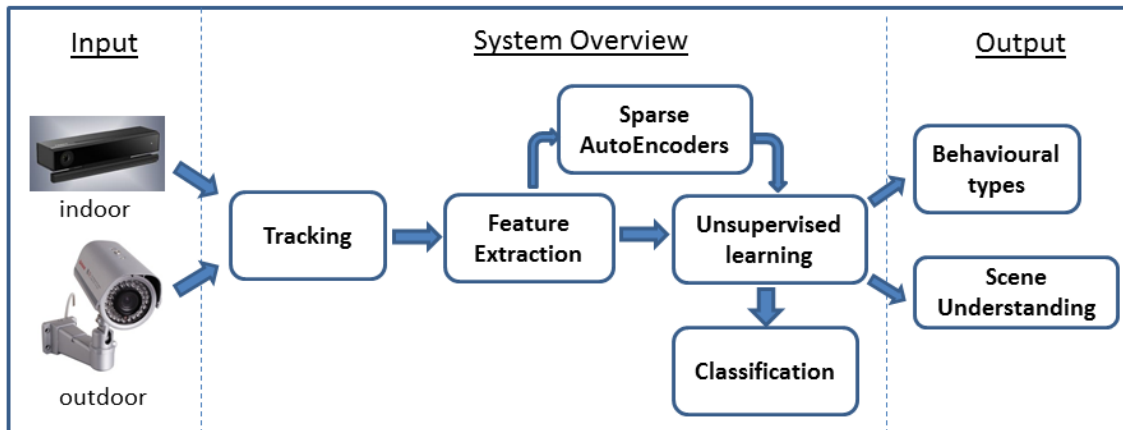 Input
System Overview
Output
indoor
outdoor
Tracking
Feature
Extraction
Sparse
AutoEncoders
Unsupervised
learning
Classification
Behavioural
types
Scene
Understanding